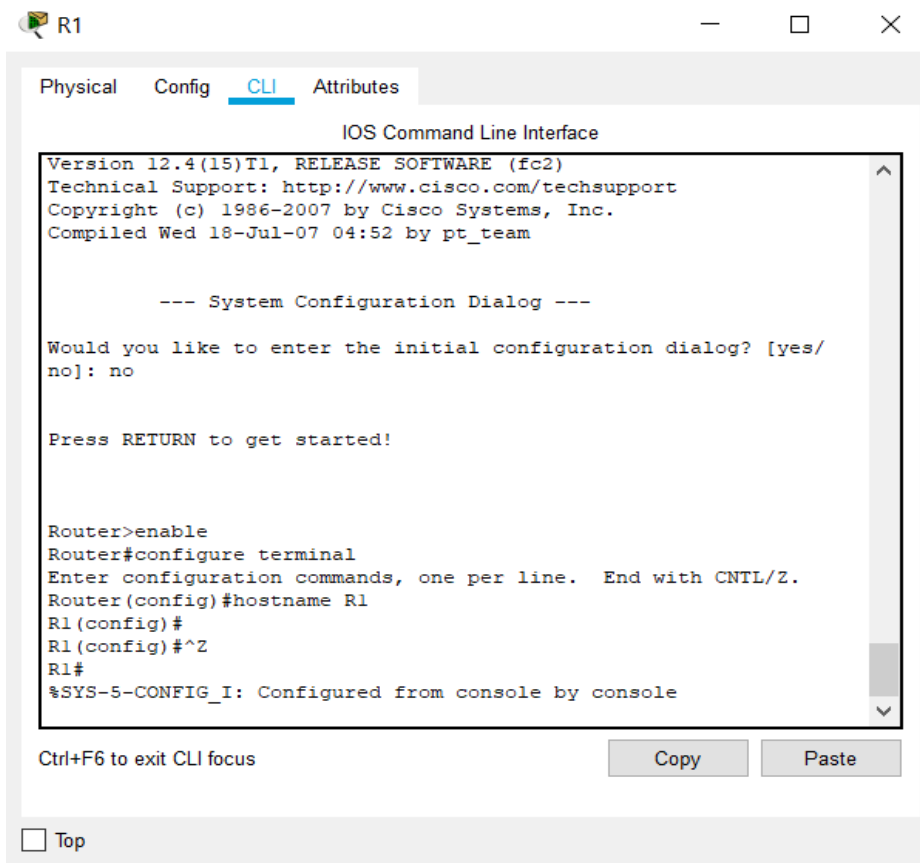 R1
Physical Config CLI Attributes
IOS Command Line Interface
Version 12.4(15)T1, RELEASE SOFTWARE (fc2)
Technical Support: http://www.cisco.com/techsupport
Copyright (c) 1986-2007 by Cisco Systems, Inc.
Compiled Wed 18-Jul-07 04:52 by pt_team
--- System Configuration Dialog ---
Would you like to enter the initial configuration dialog? [yes/
no]: no
Press RETURN to get started!
Router>enable
Router#configure terminal
Enter configuration commands, one per line.  End with CNTL/Z.
Router(config)#hostname R1
R1(config)#
R1(config)#^Z
R1#
%SYS-5-CONFIG_I: Configured from console by console
Ctrl+F6 to exit CLI focus Copy Paste
Top